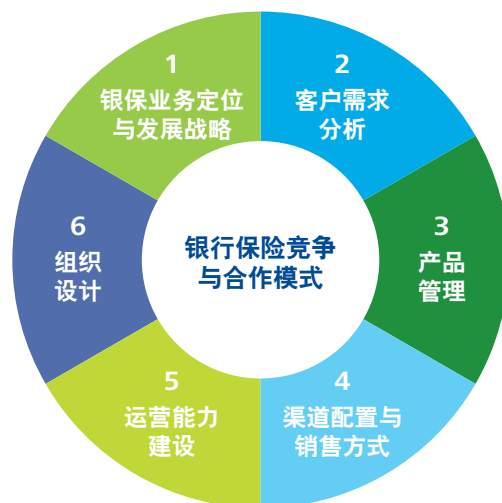 1
银保业务定位
与发展战略
2
客户需求
分析
3
产品
管理
4
渠道配置与
销售方式
5
运营能力
建设
6
组织
设计
银行保险竞争
与合作模式